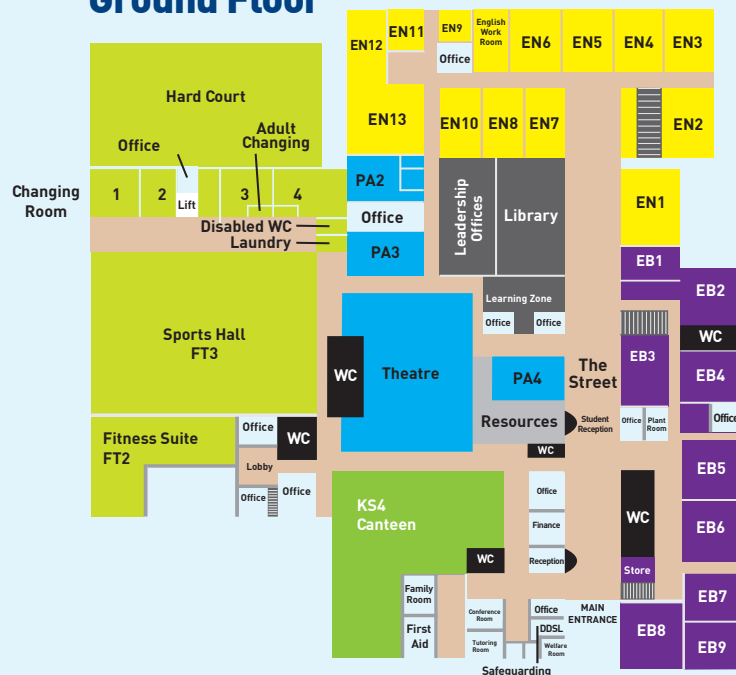 Ground Floor
EN12
EN11
EN9
English
Work
Room
EN6
EN5
EN4
EN3
Office
Hard Court
Adult
Changing
Office
EN13
EN10
EN8
EN7
EN2
Changing
Room
1
2
Lift
3
4
PA2
Office
Leadership
Offices
Library
EN1
Disabled WC
Laundry
PA3
EB1
EB2
Learning Zone
Office
Office
WC
Sports Hall
FT3
WC
Theatre
PA4
The
Street
EB3
EB4
Resources
Student
Reception
Office
Plant
Room
Office
Fitness Suite
FT2
Office
WC
WC
Lobby
Office
Office
KS4
Canteen
Office
Finance
Reception
WC
WC
EB5
EB6
Store
Family
Room
First
Aid
Conference
Room
Tutoring
Room
Office
DDSL
Welfare
Room
MAIN
ENTRANCE
EB7
EB8
EB9
Safeguarding